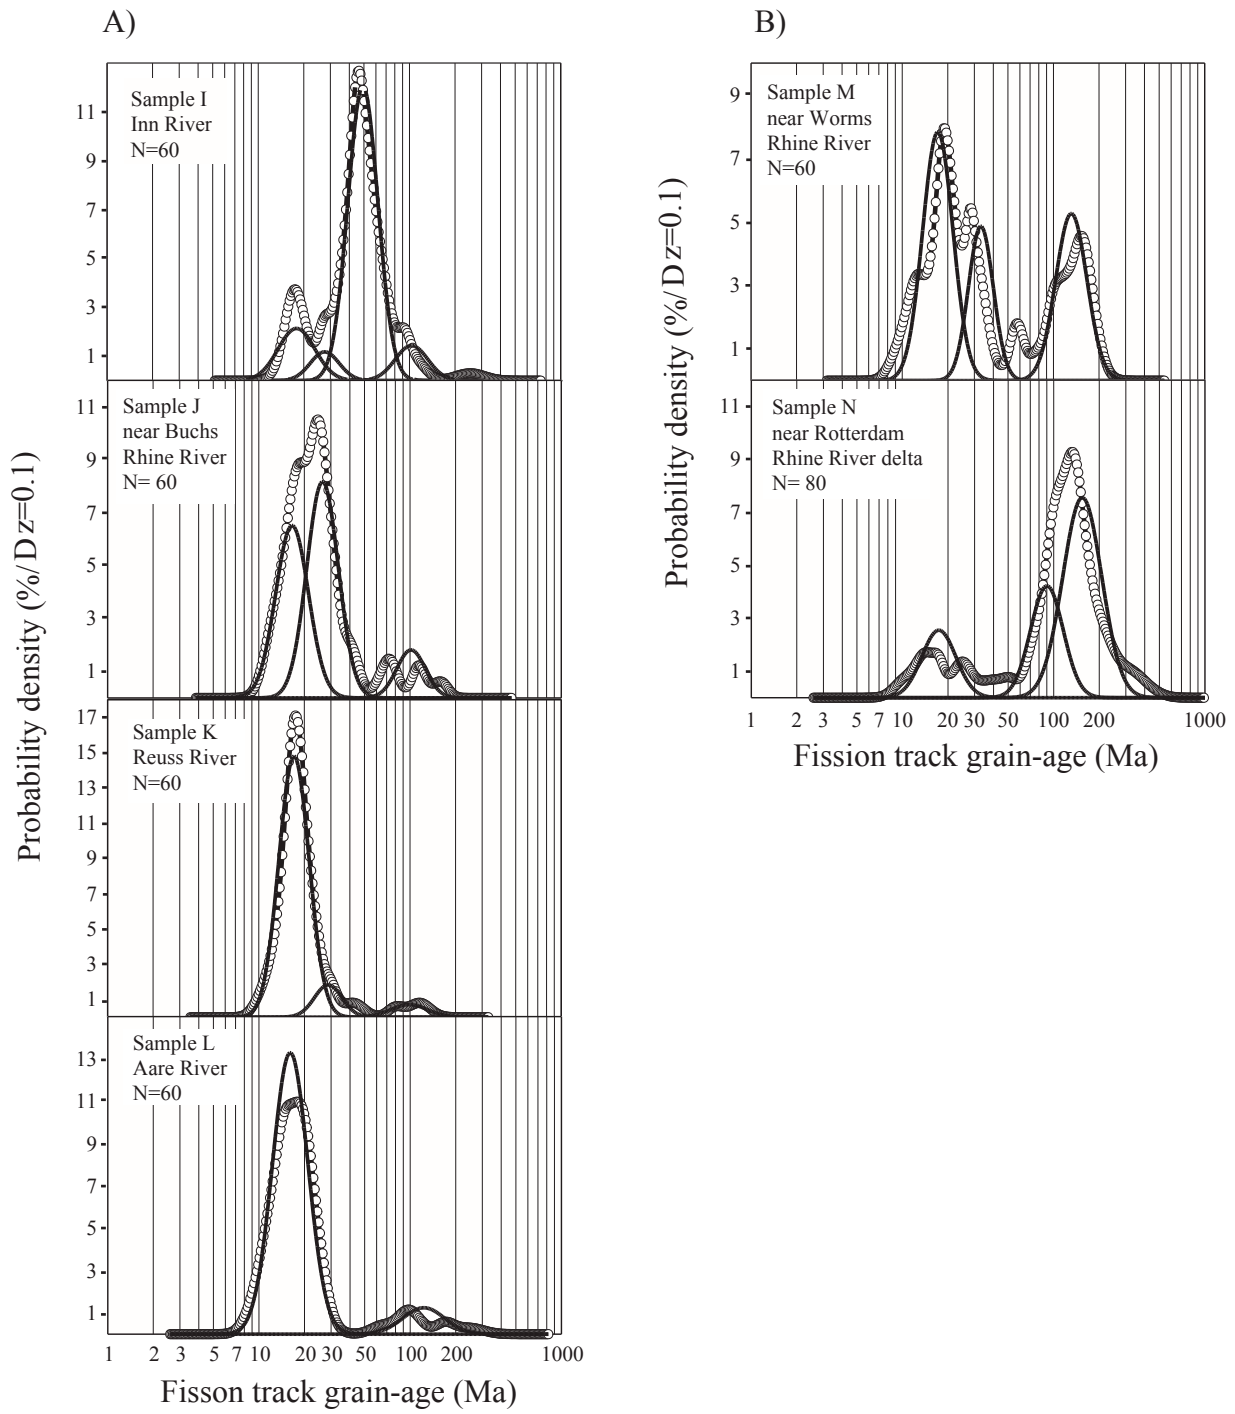 A)
Probability density (%/D z=0.1)
Sample I
Inn River
N=60
11
9
7
5
3
1
Sample J
near Buchs
Rhine River
N= 60
11
9
7
5
3
1
Sample K
Reuss River
N=60
17
15
13
11
9
7
5
3
1
Sample L
Aare River
N=60
13
11
9
7
5
3
1
1 2 3 5 7 10 20 30 50 100 200 1000
Fisson track grain-age (Ma)
B)
Probability density (%/D z=0.1)
Sample M
near Worms
Rhine River
N=60
9
7
5
3
1
Sample N
near Rotterdam
Rhine River delta
N= 80
11
9
7
5
3
1
1 2 3 5 7 10 20 30 50 100 200 1000
Fission track grain-age (Ma)